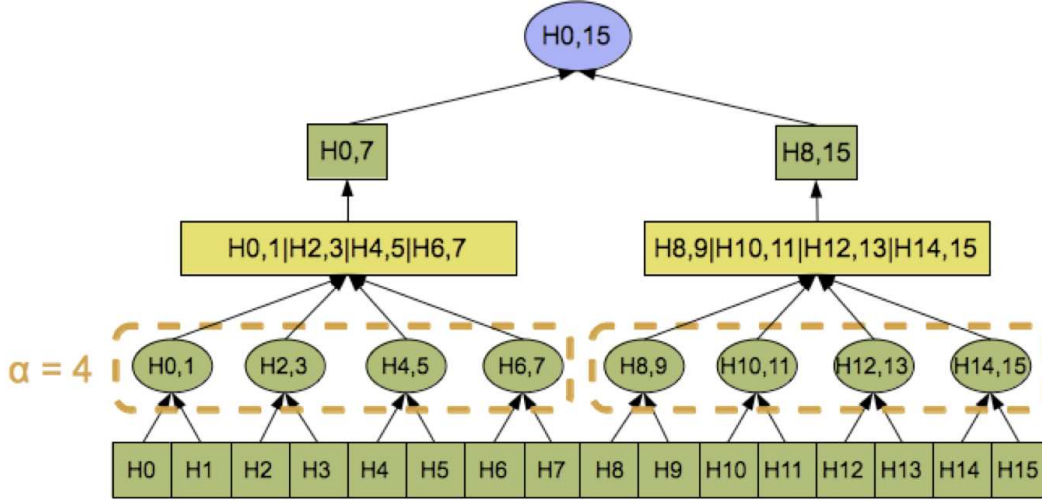 H0,15
H0,7 H8,15
H0,1|H2,3|H4,5|H6,7 H8,9|H10,11|H12,13|H14,15
α = 4 H0,1 H2,3 H4,5 H6,7 H8,9 H10,11 H12,13 H14,15
H0 H1 H2 H3 H4 H5 H6 H7 H8 H9 H10 H11 H12 H13 H14 H15